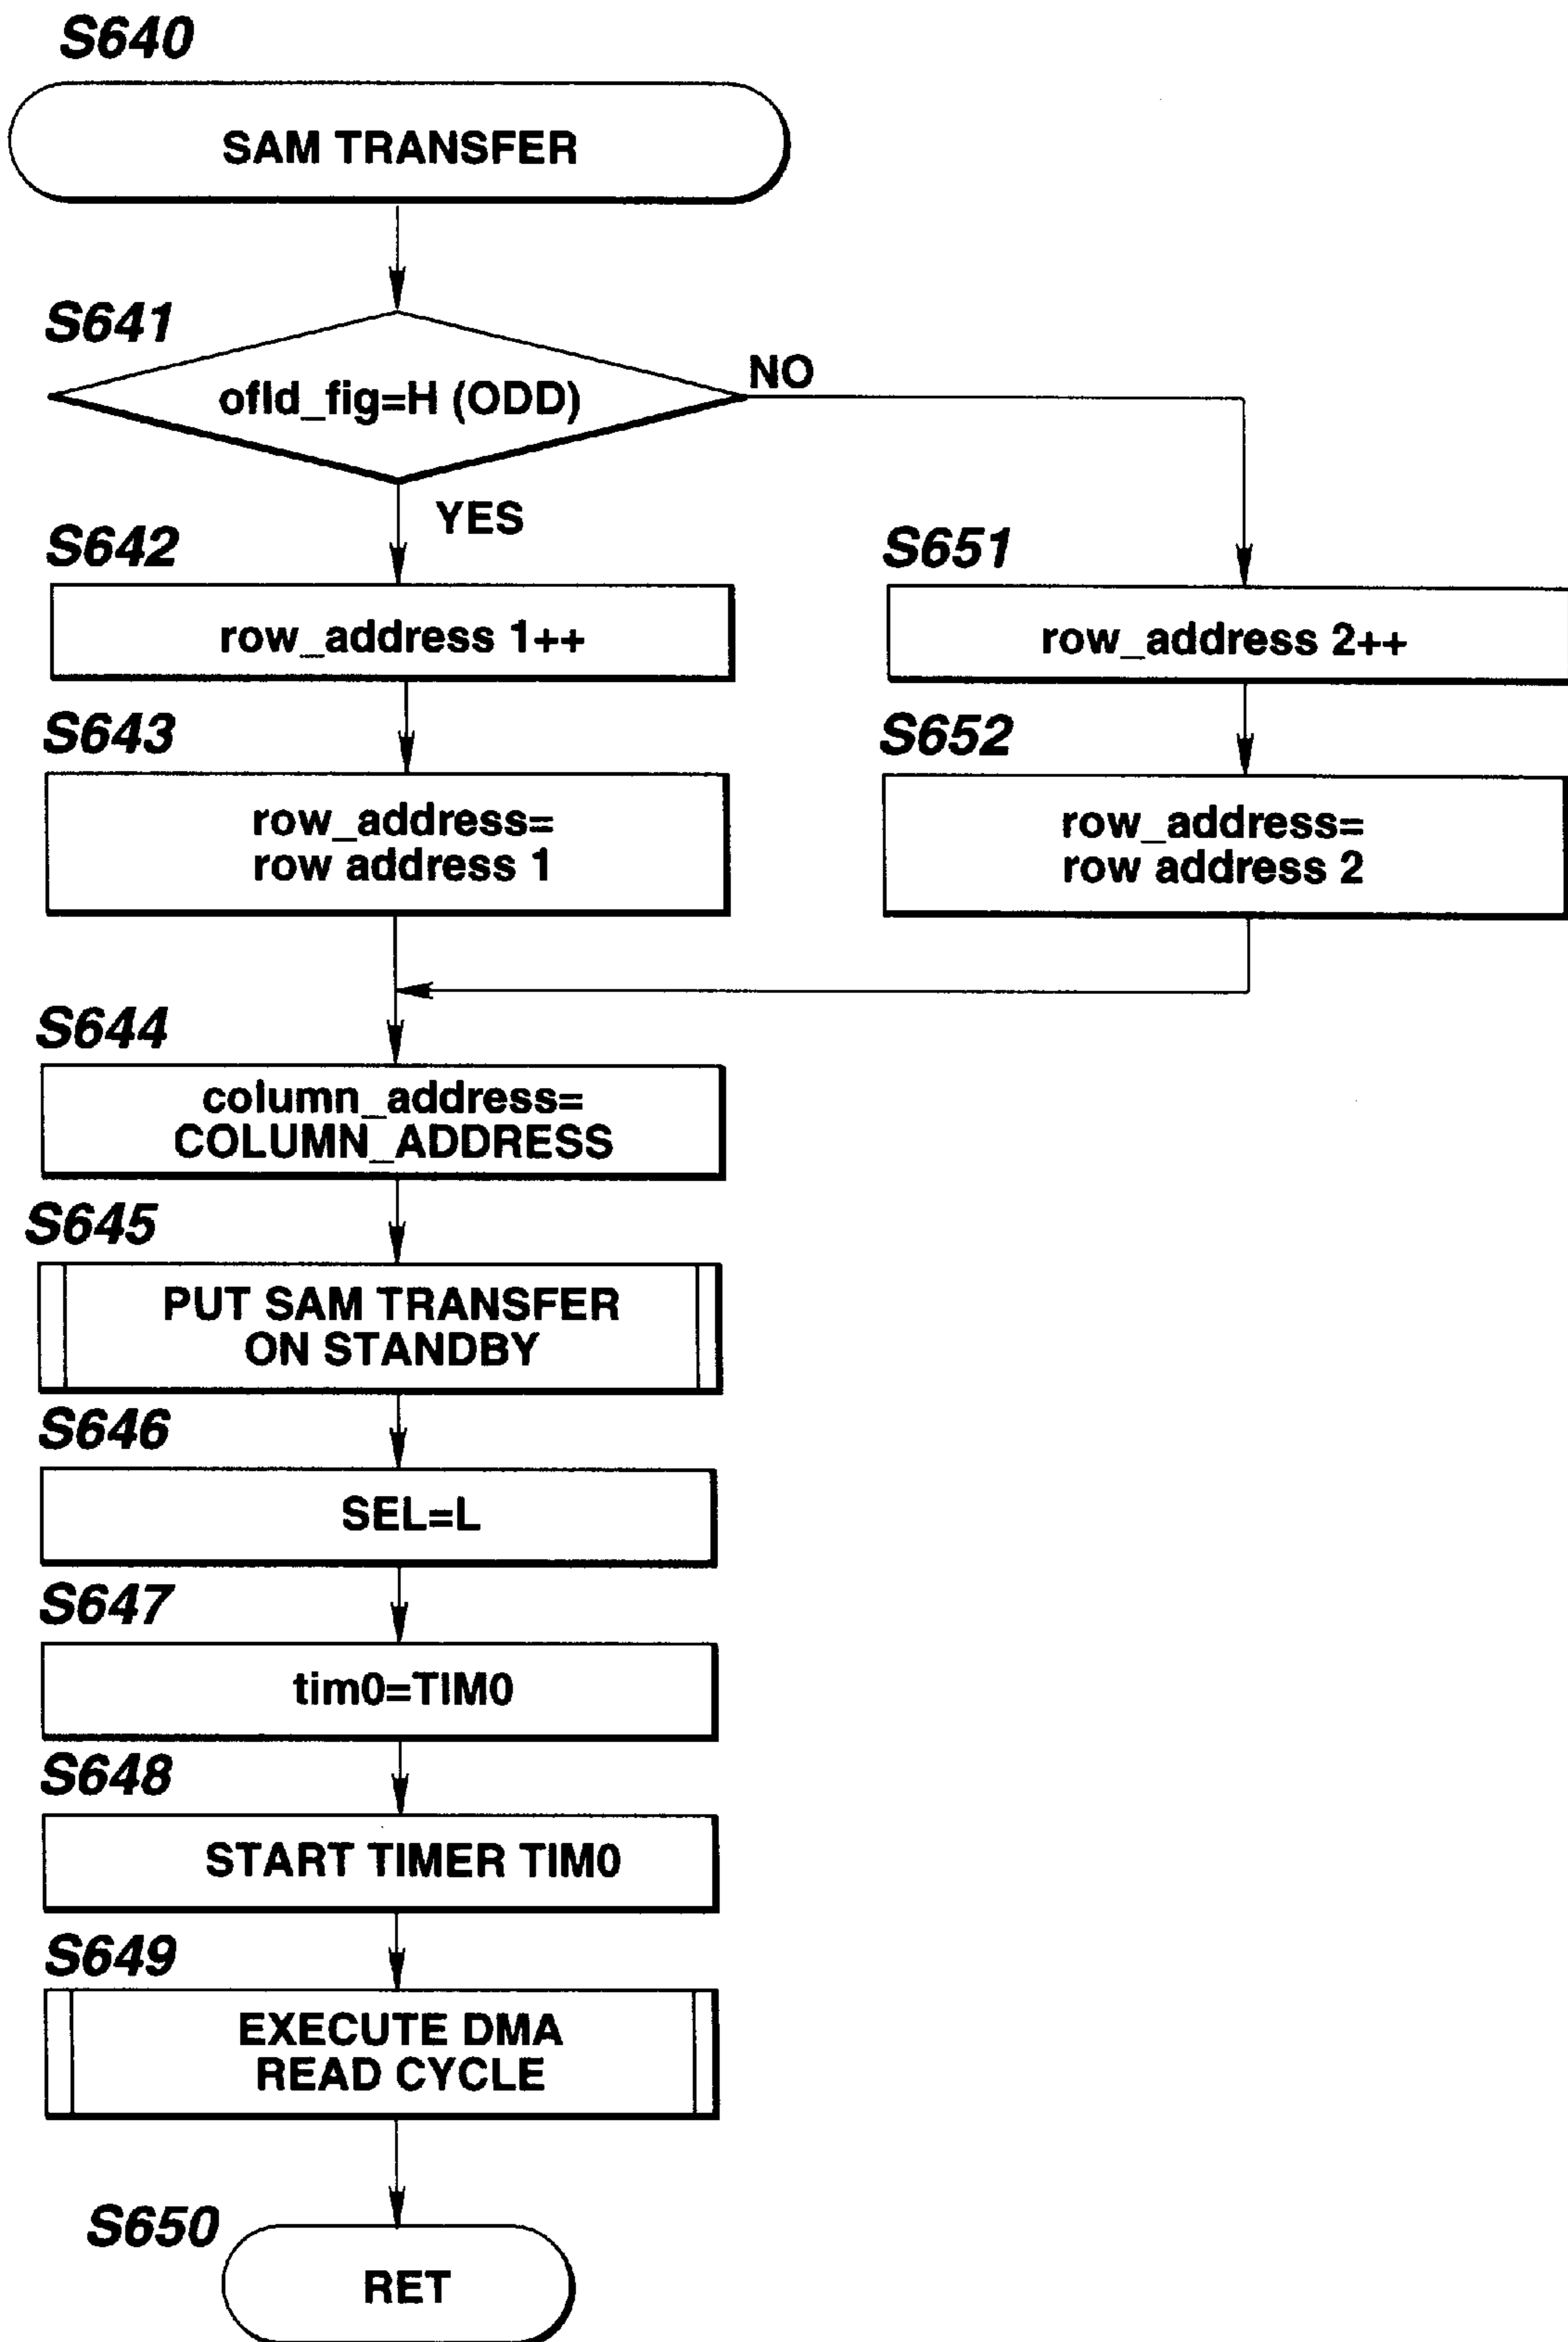 S640
SAM TRANSFER
S641
ofld_fig=H (ODD)
NO
YES
S642
row_address 1++
S651
row_address 2++
S643
row_address=
row address 1
S652
row_address=
row address 2
S644
column_address=
COLUMN_ADDRESS
S645
PUT SAM TRANSFER
ON STANDBY
S646
SEL=L
S647
tim0=TIM0
S648
START TIMER TIM0
S649
EXECUTE DMA
READ CYCLE
S650
RET